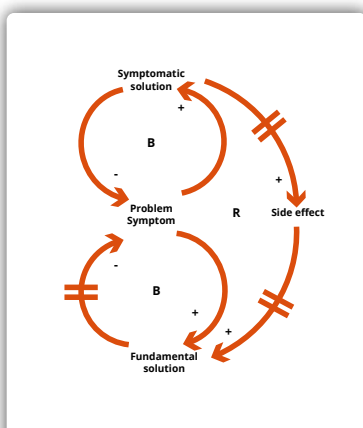 Symptomatic
solution
+
B
+
-
Problem
Symptom
R
Side effect
-
B
+
+
Fundamental
solution